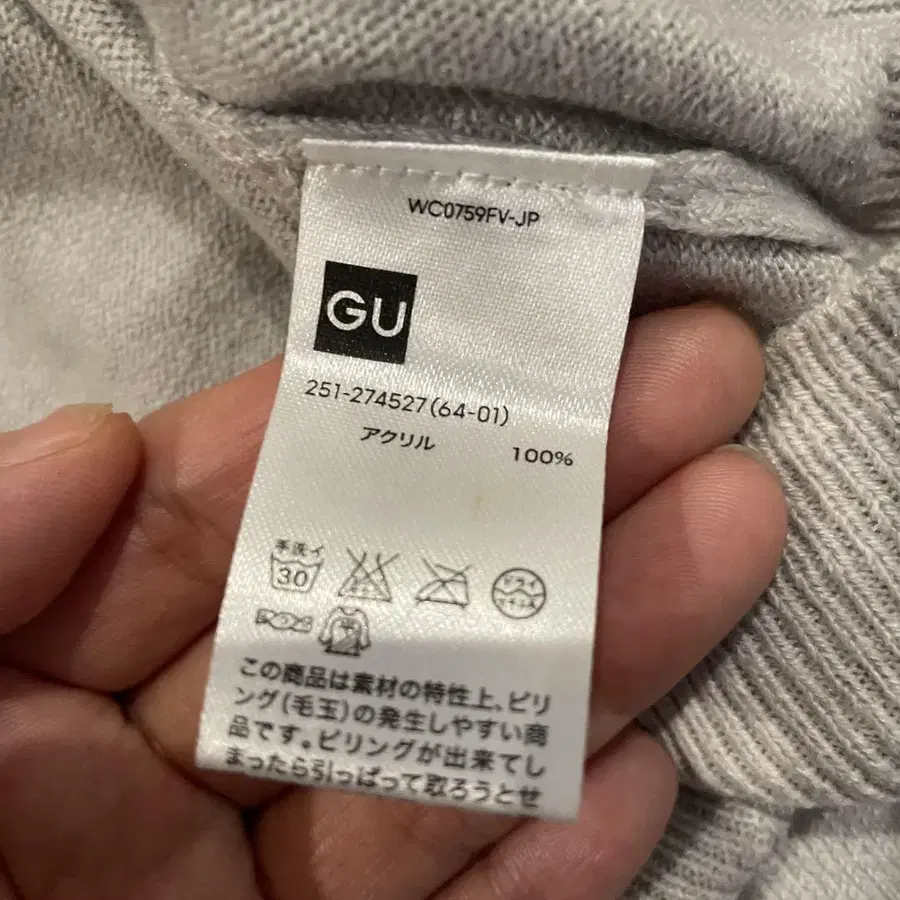 WC0759FV-JP
GU
251-274527(64-01)
アクリル 100%
手洗イ
30
ドライ
この商品は素材の特性上、ピリ
ング(毛玉)の発生しやすい商
品です。ピリングが出来てし
まったら引っぱって取ろうとせ